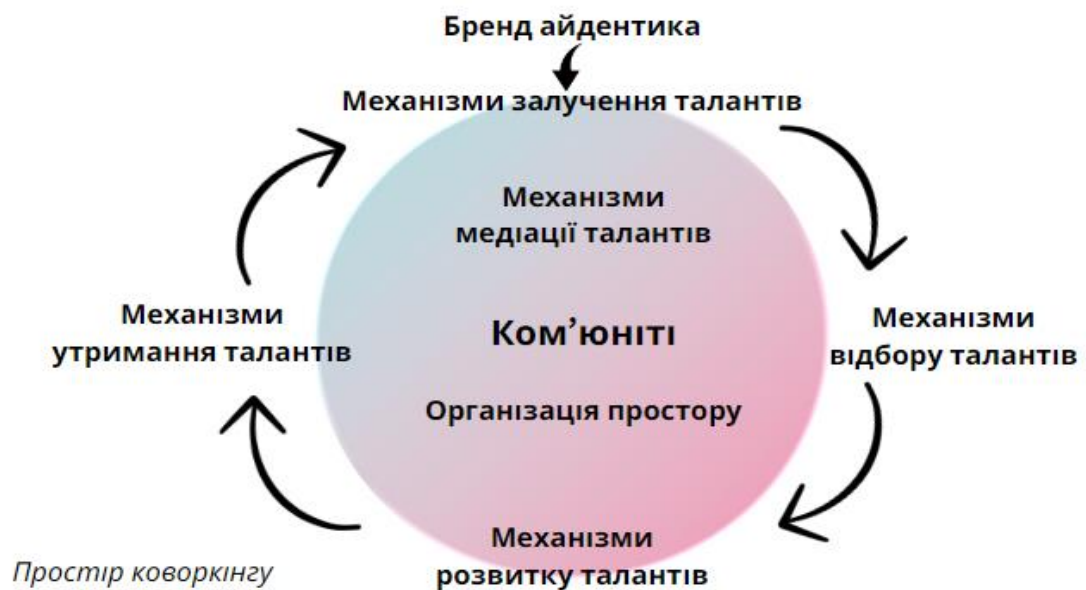 Бренд айдентика
Механізми залучення талантів
Механізми
медіації талантів
Механізми
утримання талантів
Ком’юніті
Механізми
відбору талантів
Організація простору
Механізми
розвитку талантів
Простір коворкінгу